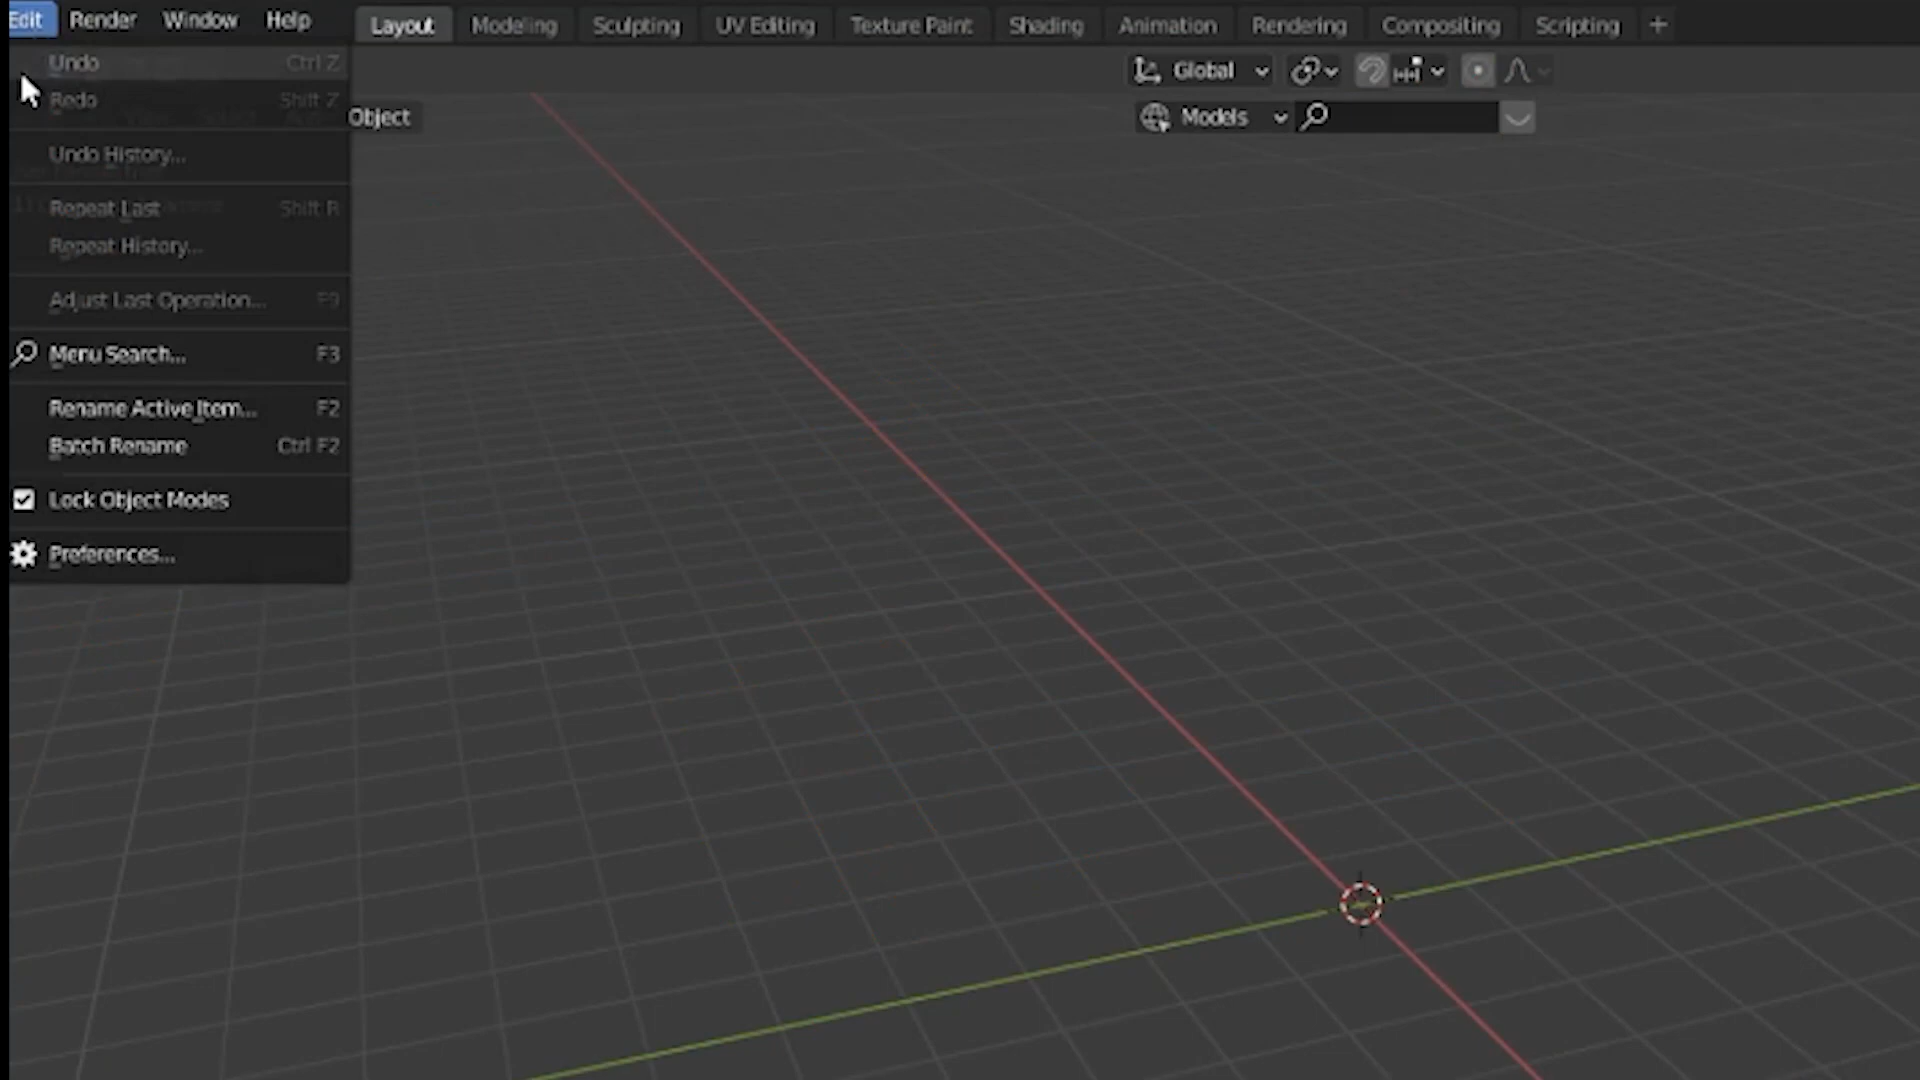 Edit Render Window Help Layout Modeling Sculpting UV Editing Texture Paint Shading Animation Rendering Compositing Scripting +
Undo Ctrl Z
Global
Redo Shift Z
Object
Models
Undo History...
Repeat Last Shift R
Repeat History...
Adjust Last Operation... F9
Menu Search... F3
Rename Active Item... F2
Batch Rename Ctrl F2
Lock Object Modes
Preferences...